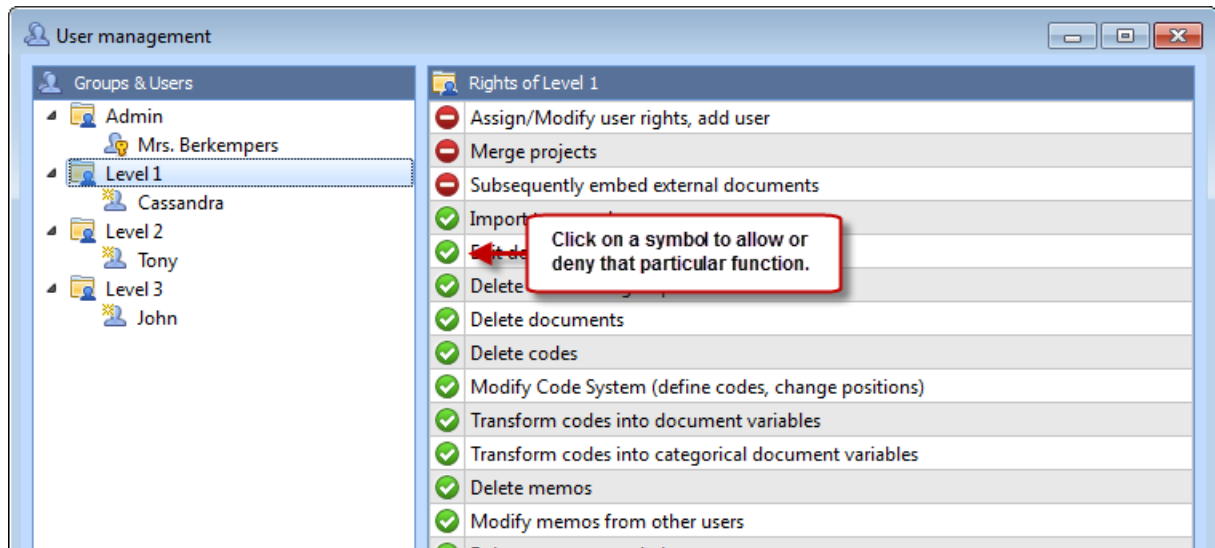 User management
Groups & Users
Admin
Mrs. Berkempers
Level 1
Cassandra
Level 2
Tony
Level 3
John
Rights of Level 1
Assign/Modify user rights, add user
Merge projects
Subsequently embed external documents
Import
Click on a symbol to allow or
deny that particular function.
Delete
Delete documents
Delete codes
Modify Code System (define codes, change positions)
Transform codes into document variables
Transform codes into categorical document variables
Delete memos
Modify memos from other users